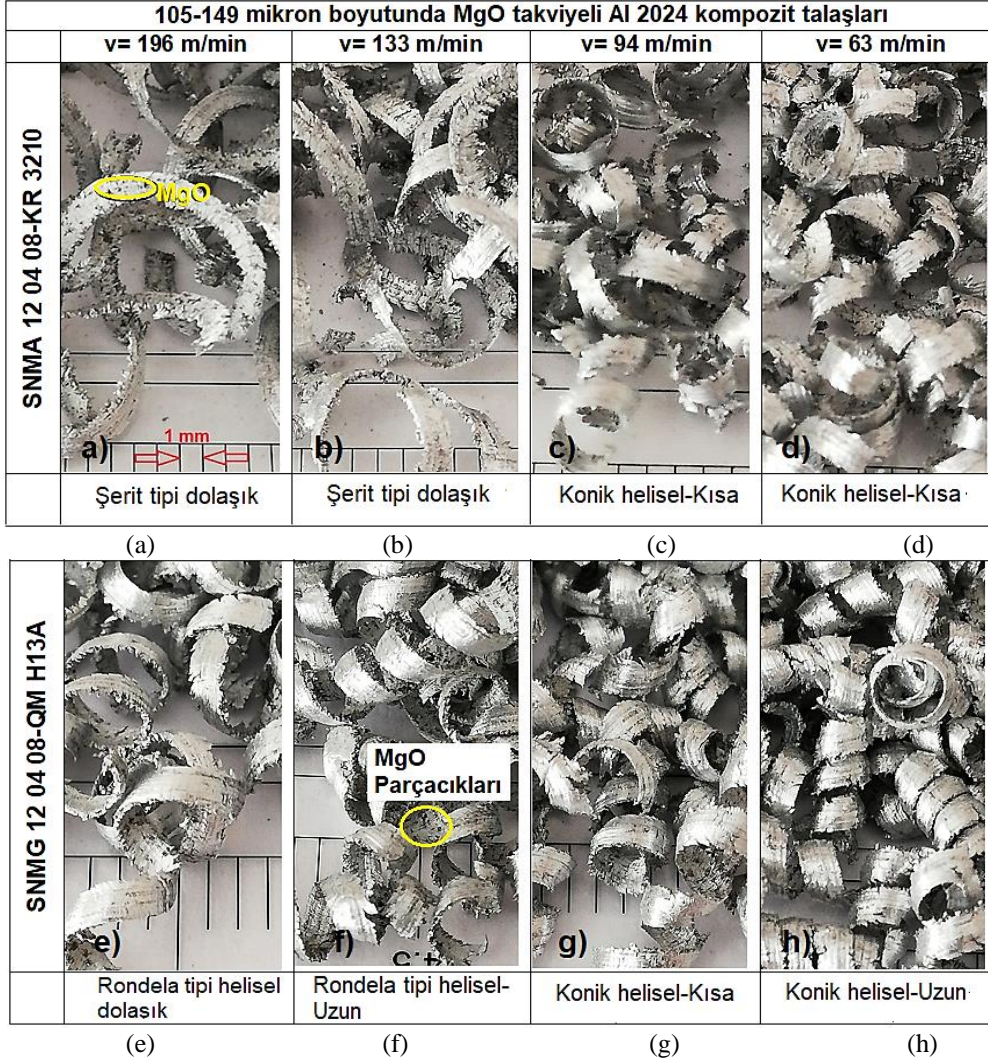 105-149 mikron boyutunda MgO takviyeli Al 2024 kompozit talaşları
v= 196 m/min v= 133 m/min v= 94 m/min v= 63 m/min
SNMA 12 04 08-KR 3210
MgO
1 mm
a) b) c) d)
Şerit tipi dolaşık Şerit tipi dolaşık Konik helisel-Kısa Konik helisel-Kısa
(a) (b) (c) (d)
SNMG 12 04 08-QM H13A
MgO
Parçacıkları
e) f) g) h)
Rondela tipi helisel
dolasık
Rondela tipi helisel-
Uzun
Konik helisel-Kısa Konik helisel-Uzun
(e) (f) (g) (h)